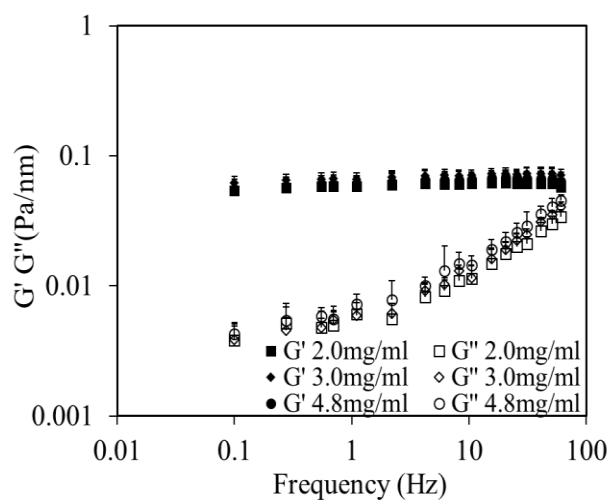 1
0.1
0.01
0.001
G' G"(Pa/nm)
■ G' 2.0mg/ml □ G" 2.0mg/ml
◆ G' 3.0mg/ml ◇ G" 3.0mg/ml
● G' 4.8mg/ml ○ G" 4.8mg/ml
0.01 0.1 1 10 100
Frequency (Hz)